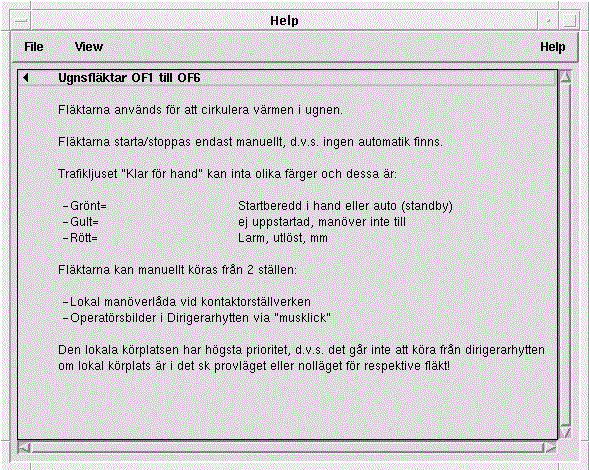 Help
File View Help
Ugnsfläktar OF1 till OF6
Fläktarna används för att cirkulera värmen i ugnen.
Fläktarna starta/stoppas endast manuellt, d.v.s. ingen automatik finns.
Trafikljuset "Klar för hand" kan inta olika färger och dessa är:
-Grönt= Startberedd i hand eller auto (standby)
-Gult= ej uppstartad, manöver inte till
-Rött= Larm, utlöst, mm
Fläktarna kan manuellt köras från 2 ställen:
-Lokal manöverlåda vid kontaktorställverken
-Operatörsbilder i Dirigerarhytten via "musklick"
Den lokala körplatsen har högsta prioritet, d.v.s. det går inte att köra från dirigerarhytten
om lokal körplats är i det sk provläget eller nolläget för respektive fläkt!